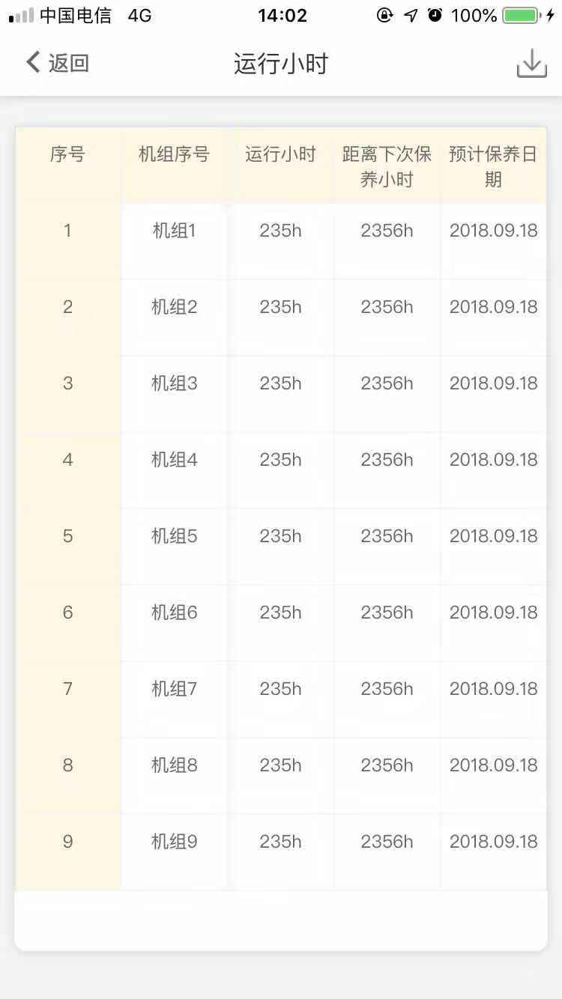 中国电信 4G 14:02 100%
返回 运行小时
序号 机组序号 运行小时 距离下次保 预计保养日
养小时 期
1 机组1 235h 2356h 2018.09.18
2 机组2 235h 2356h 2018.09.18
3 机组3 235h 2356h 2018.09.18
4 机组4 235h 2356h 2018.09.18
5 机组5 235h 2356h 2018.09.18
6 机组6 235h 2356h 2018.09.18
7 机组7 235h 2356h 2018.09.18
8 机组8 235h 2356h 2018.09.18
9 机组9 235h 2356h 2018.09.18